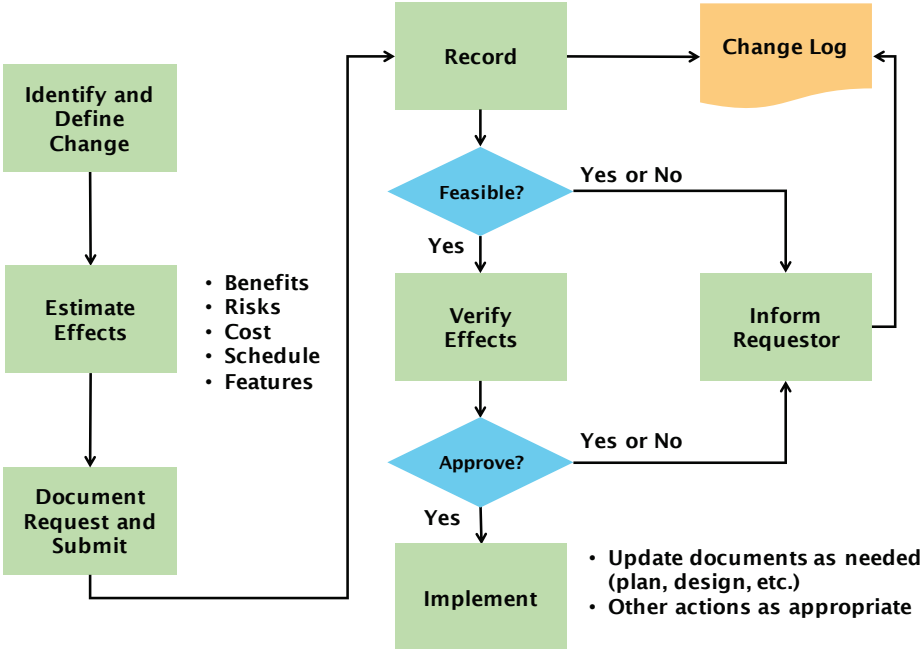 Identify and
Define
Change
Estimate
Effects
• Benefits
• Risks
• Cost
• Schedule
• Features
Document
Request and
Submit
Record
Change Log
Feasible?
Yes or No
Yes
Verify
Effects
Inform
Requestor
Approve?
Yes or No
Yes
Implement
• Update documents as needed
(plan, design, etc.)
• Other actions as appropriate